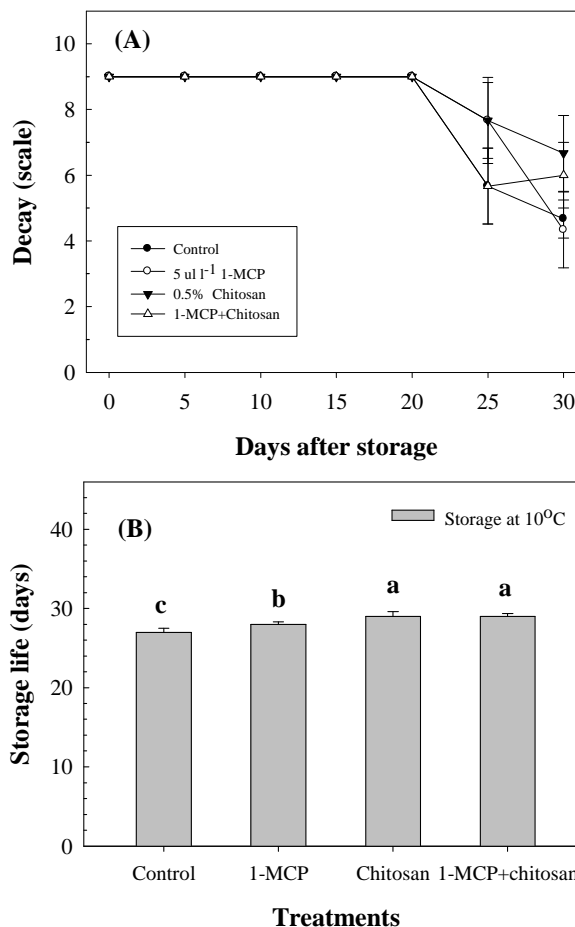 (A)
10
8
6
4
2
0
Decay (scale)
Control
5 ul l-1 1-MCP
0.5% Chitosan
1-MCP+Chitosan
0 5 10 15 20 25 30
Days after storage
(B)
Storage at 10oC
40
30
20
10
0
Storage life (days)
c b a a
Control 1-MCP Chitosan 1-MCP+chitosan
Treatments